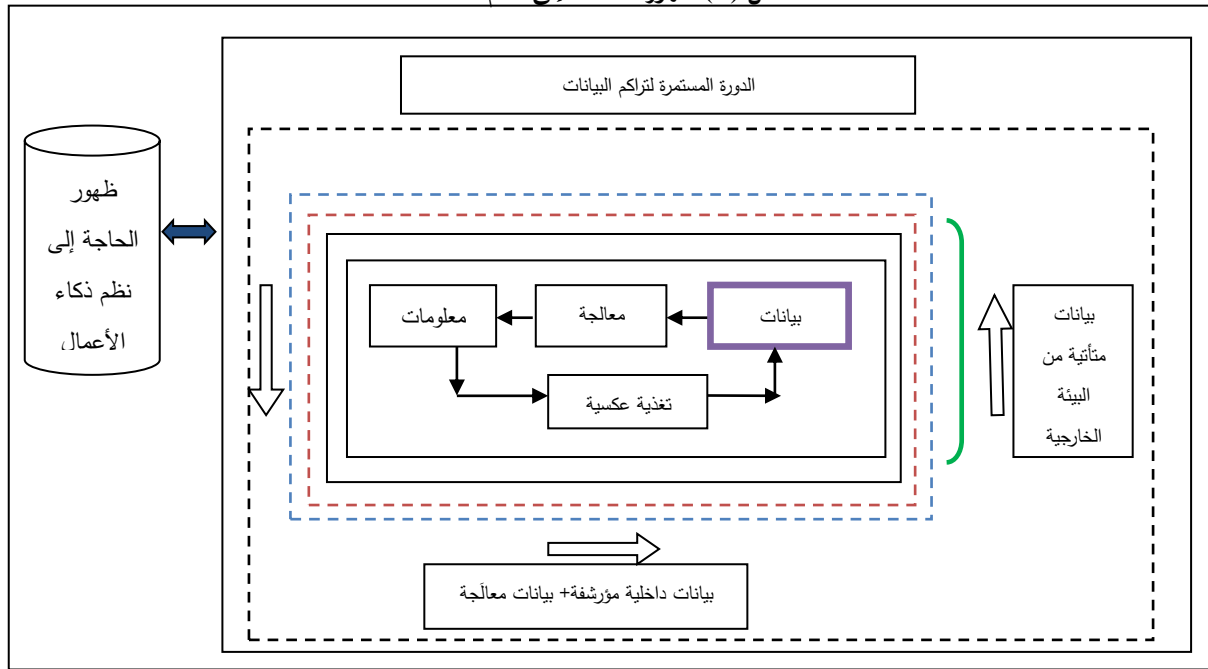 الدورة المستمرة لتراكم البيانات
ظهور
الحاجة إلى
نظم ذكاء
الأعمال
بيانات
معالجة
معلومات
تغذية عكسية
بيانات
متأتية من
البيئة
الخارجية
بيانات داخلية مؤرشفة+ بيانات معالَجة